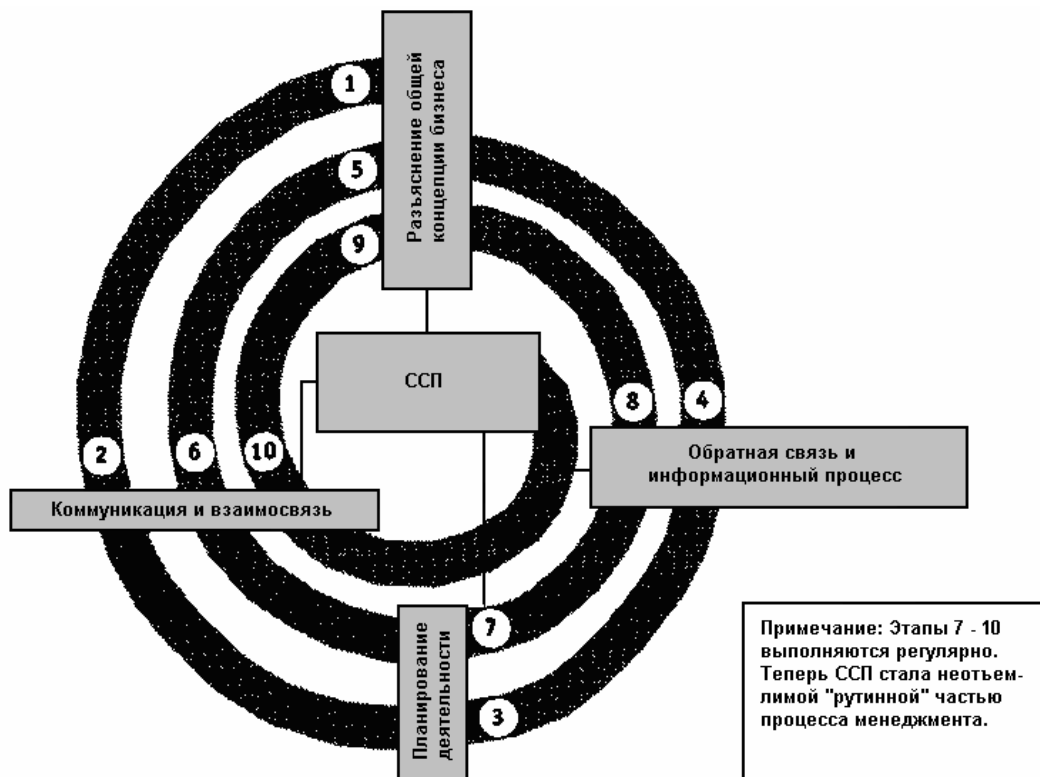 Разъяснение общей
концепции бизнеса
1
5
9
ССП
8
4
2
6
10
Обратная связь и
информационный процесс
Коммуникация и взаимосвязь
Планирование
деятельности
7
3
Примечание: Этапы 7 - 10
выполняются регулярно.
Теперь ССП стала неотъем-
лимой "рутинной" частью
процесса менеджмента.